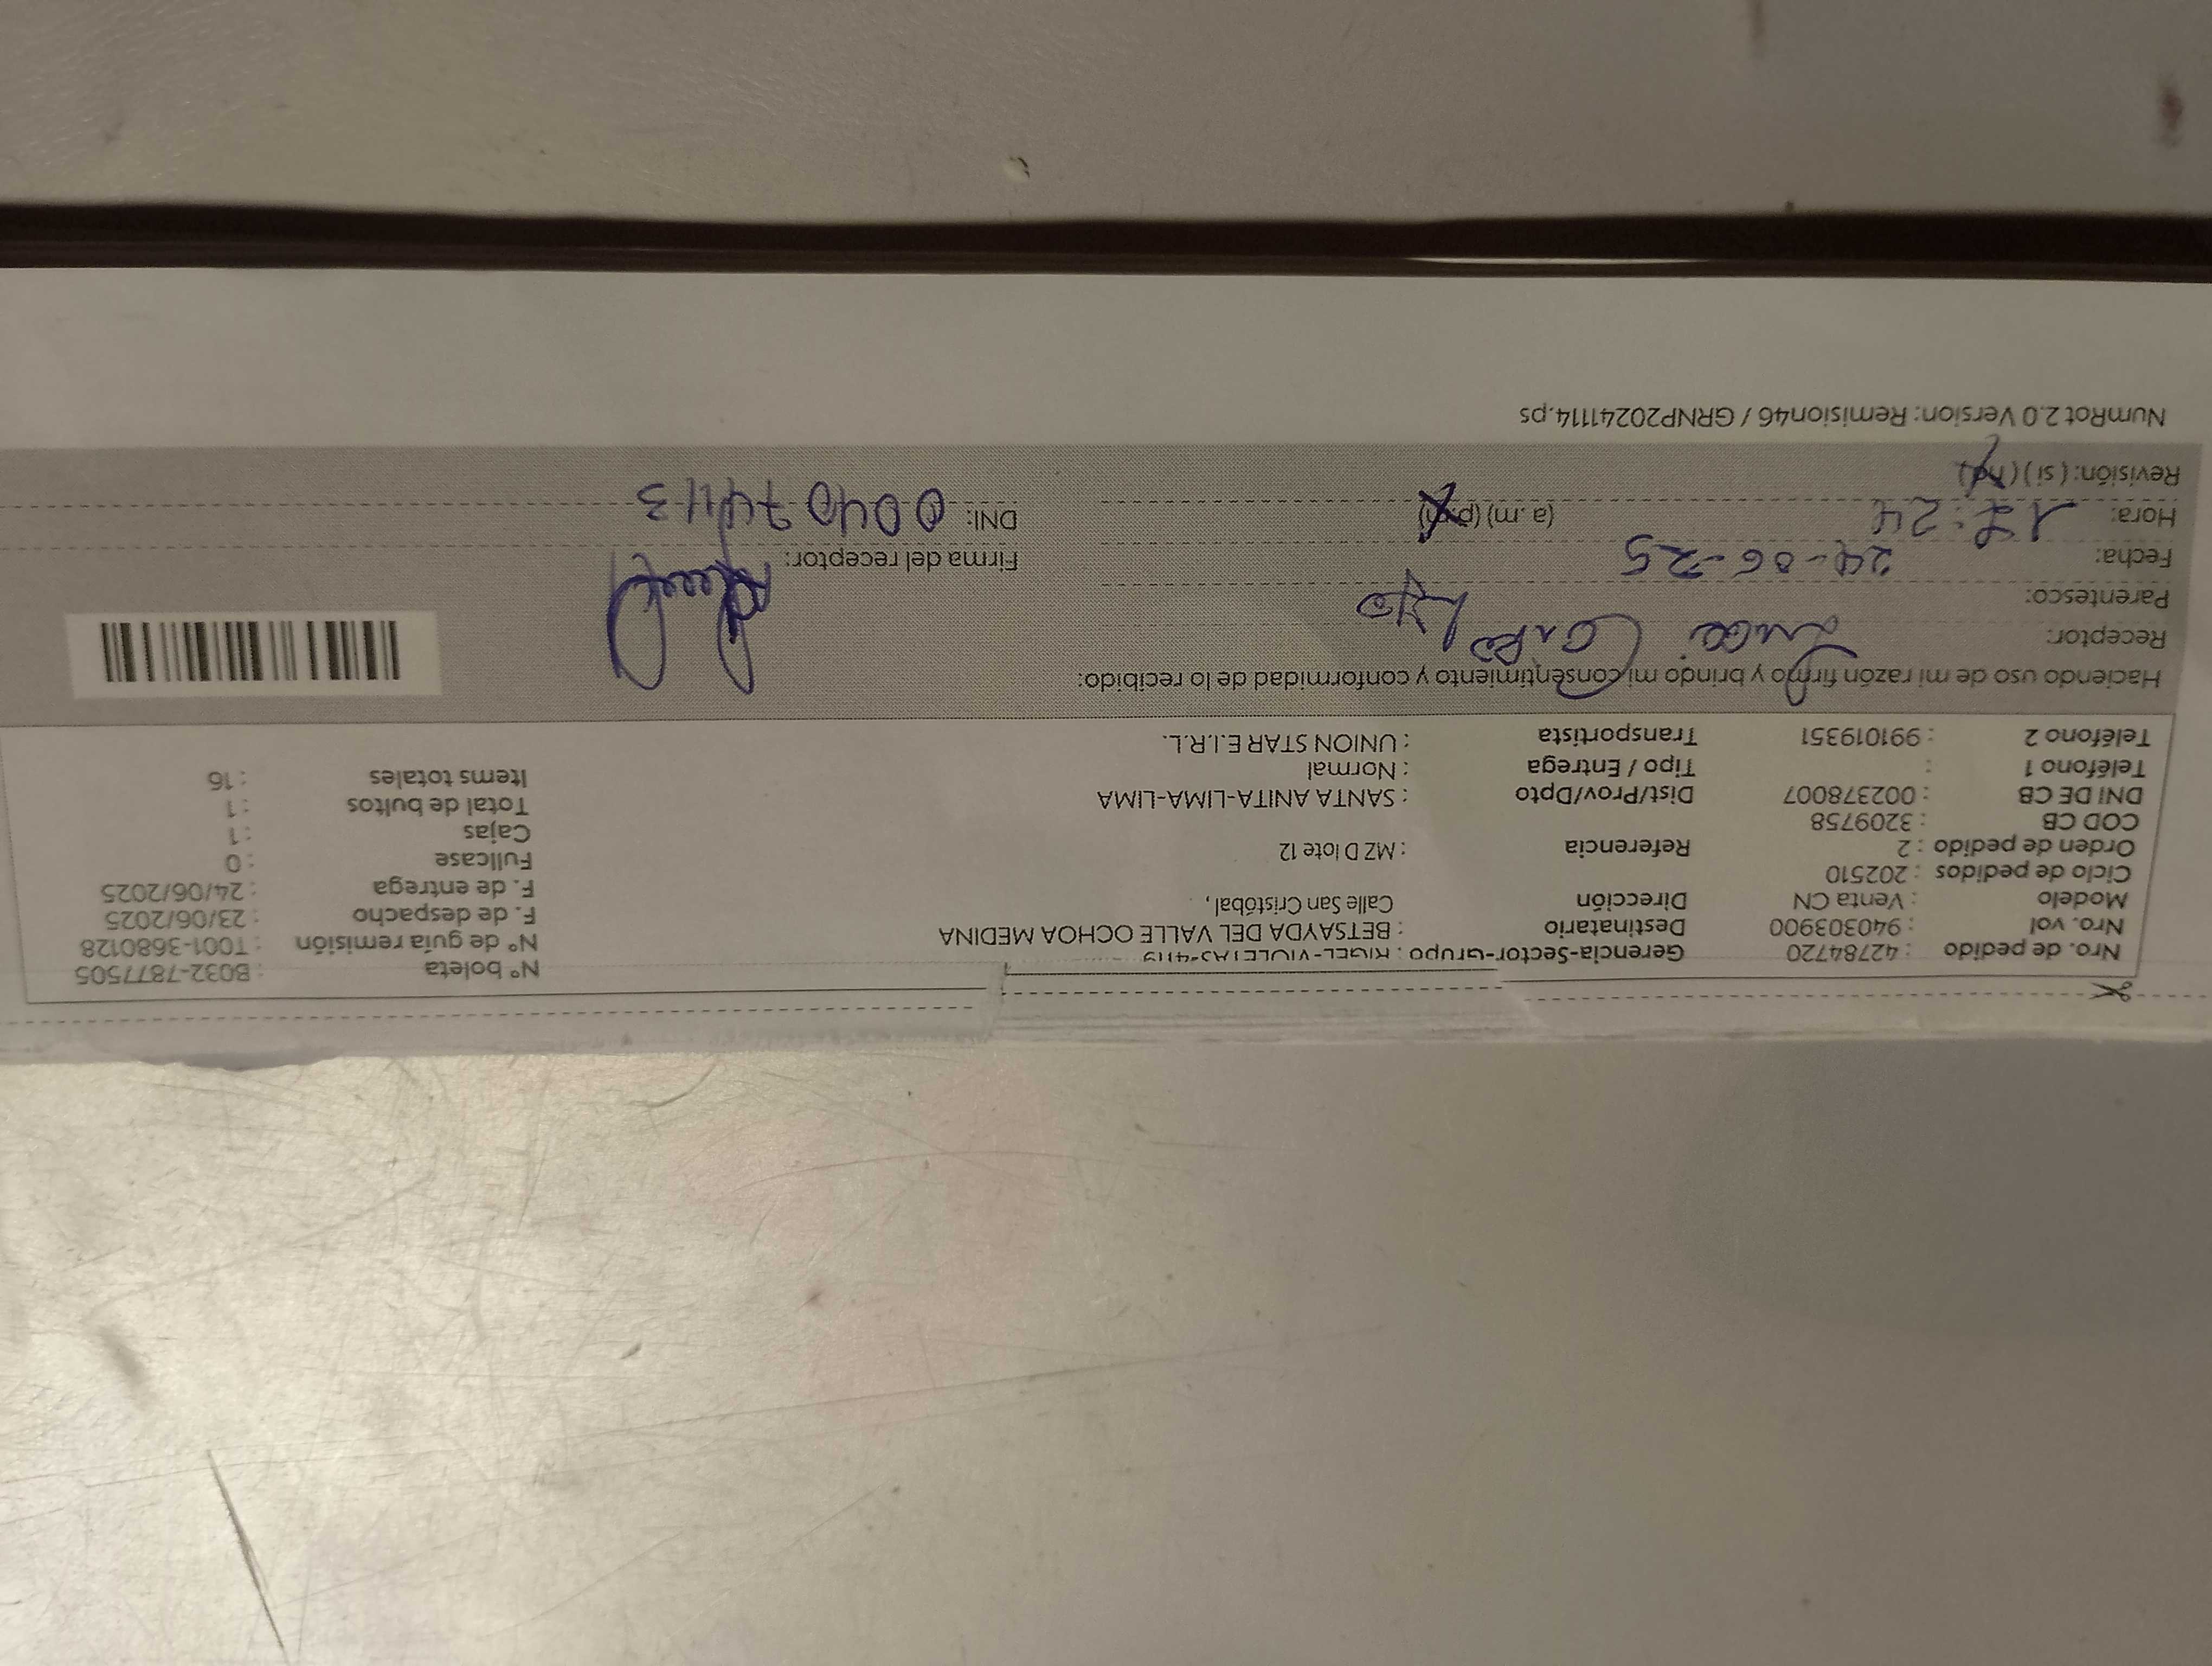 Nro. de pedido : 42784720 Gerencia-Sector-Grupo : RIGEL-VIOLETAS-4119 N° boleta : B032-7877505
Nro. vol : 940303900 Destinatario : BETSAYDA DEL VALLE OCHOA MEDINA N° de guía remisión : T001-3680128
Modelo : Venta CN Dirección Calle San Cristóbal, F. de despacho : 23/06/2025
Ciclo de pedidos : 202510 F. de entrega : 24/06/2025
Orden de pedido : 2 Referencia : MZ D lote 12 Fullcase : 0
COD CB : 3209758 Cajas : 1
DNI DE CB : 002378007 Dist/Prov/Dpto : SANTA ANITA-LIMA-LIMA Total de bultos : 1
Teléfono 1 : Tipo / Entrega : Normal Items totales : 16
Teléfono 2 : 991019351 Transportista : UNION STAR E.I.R.L.
Haciendo uso de mi razón firmo y brindo mi consentimiento y conformidad de lo recibido:
Receptor:
Parentesco:
Fecha: 24-06-25 Firma del receptor:
Hora: 12:24 (a.m) (p.m) DNI:
Revisión: (si) (no)
NumRot 2.0 Version: Remision46 / GRNP20241114.ps